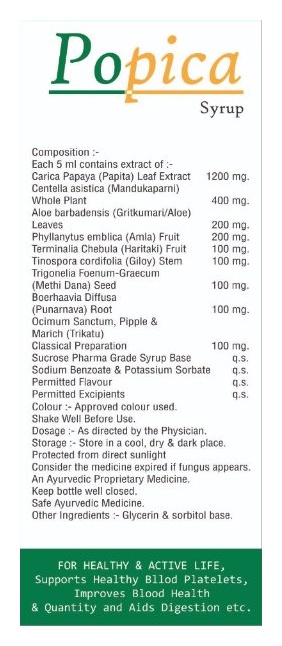 Popica
Syrup
Composition :-
Each 5 ml contains extract of :-
Carica Papaya (Papita) Leaf Extract 1200 mg.
Centella asistica (Mandukaparni)
Whole Plant 400 mg.
Aloe barbadensis (Gritkumari/Aloe)
Leaves 200 mg.
Phyllanytus emblica (Amla) Fruit 200 mg.
Terminalia Chebula (Haritaki) Fruit 100 mg.
Tinospora cordifolia (Giloy) Stem 100 mg.
Trigonelia Foenum-Graecum
(Methi Dana) Seed 100 mg.
Boerhaavia Diffusa
(Punarnava) Root 100 mg.
Ocimum Sanctum, Pipple &
Marich (Trikatu)
Classical Preparation 100 mg.
Sucrose Pharma Grade Syrup Base q.s.
Sodium Benzoate & Potassium Sorbate q.s.
Permitted Flavour q.s.
Permitted Excipients q.s.
Colour :- Approved colour used.
Shake Well Before Use.
Dosage :- As directed by the Physician.
Storage :- Store in a cool, dry & dark place.
Protected from direct sunlight
Consider the medicine expired if fungus appears.
An Ayurvedic Proprietary Medicine.
Keep bottle well closed.
Safe Ayurvedic Medicine.
Other Ingredients :- Glycerin & sorbitol base.
FOR HEALTHY & ACTIVE LIFE,
Supports Healthy Bllod Platelets,
Improves Blood Health
& Quantity and Aids Digestion etc.